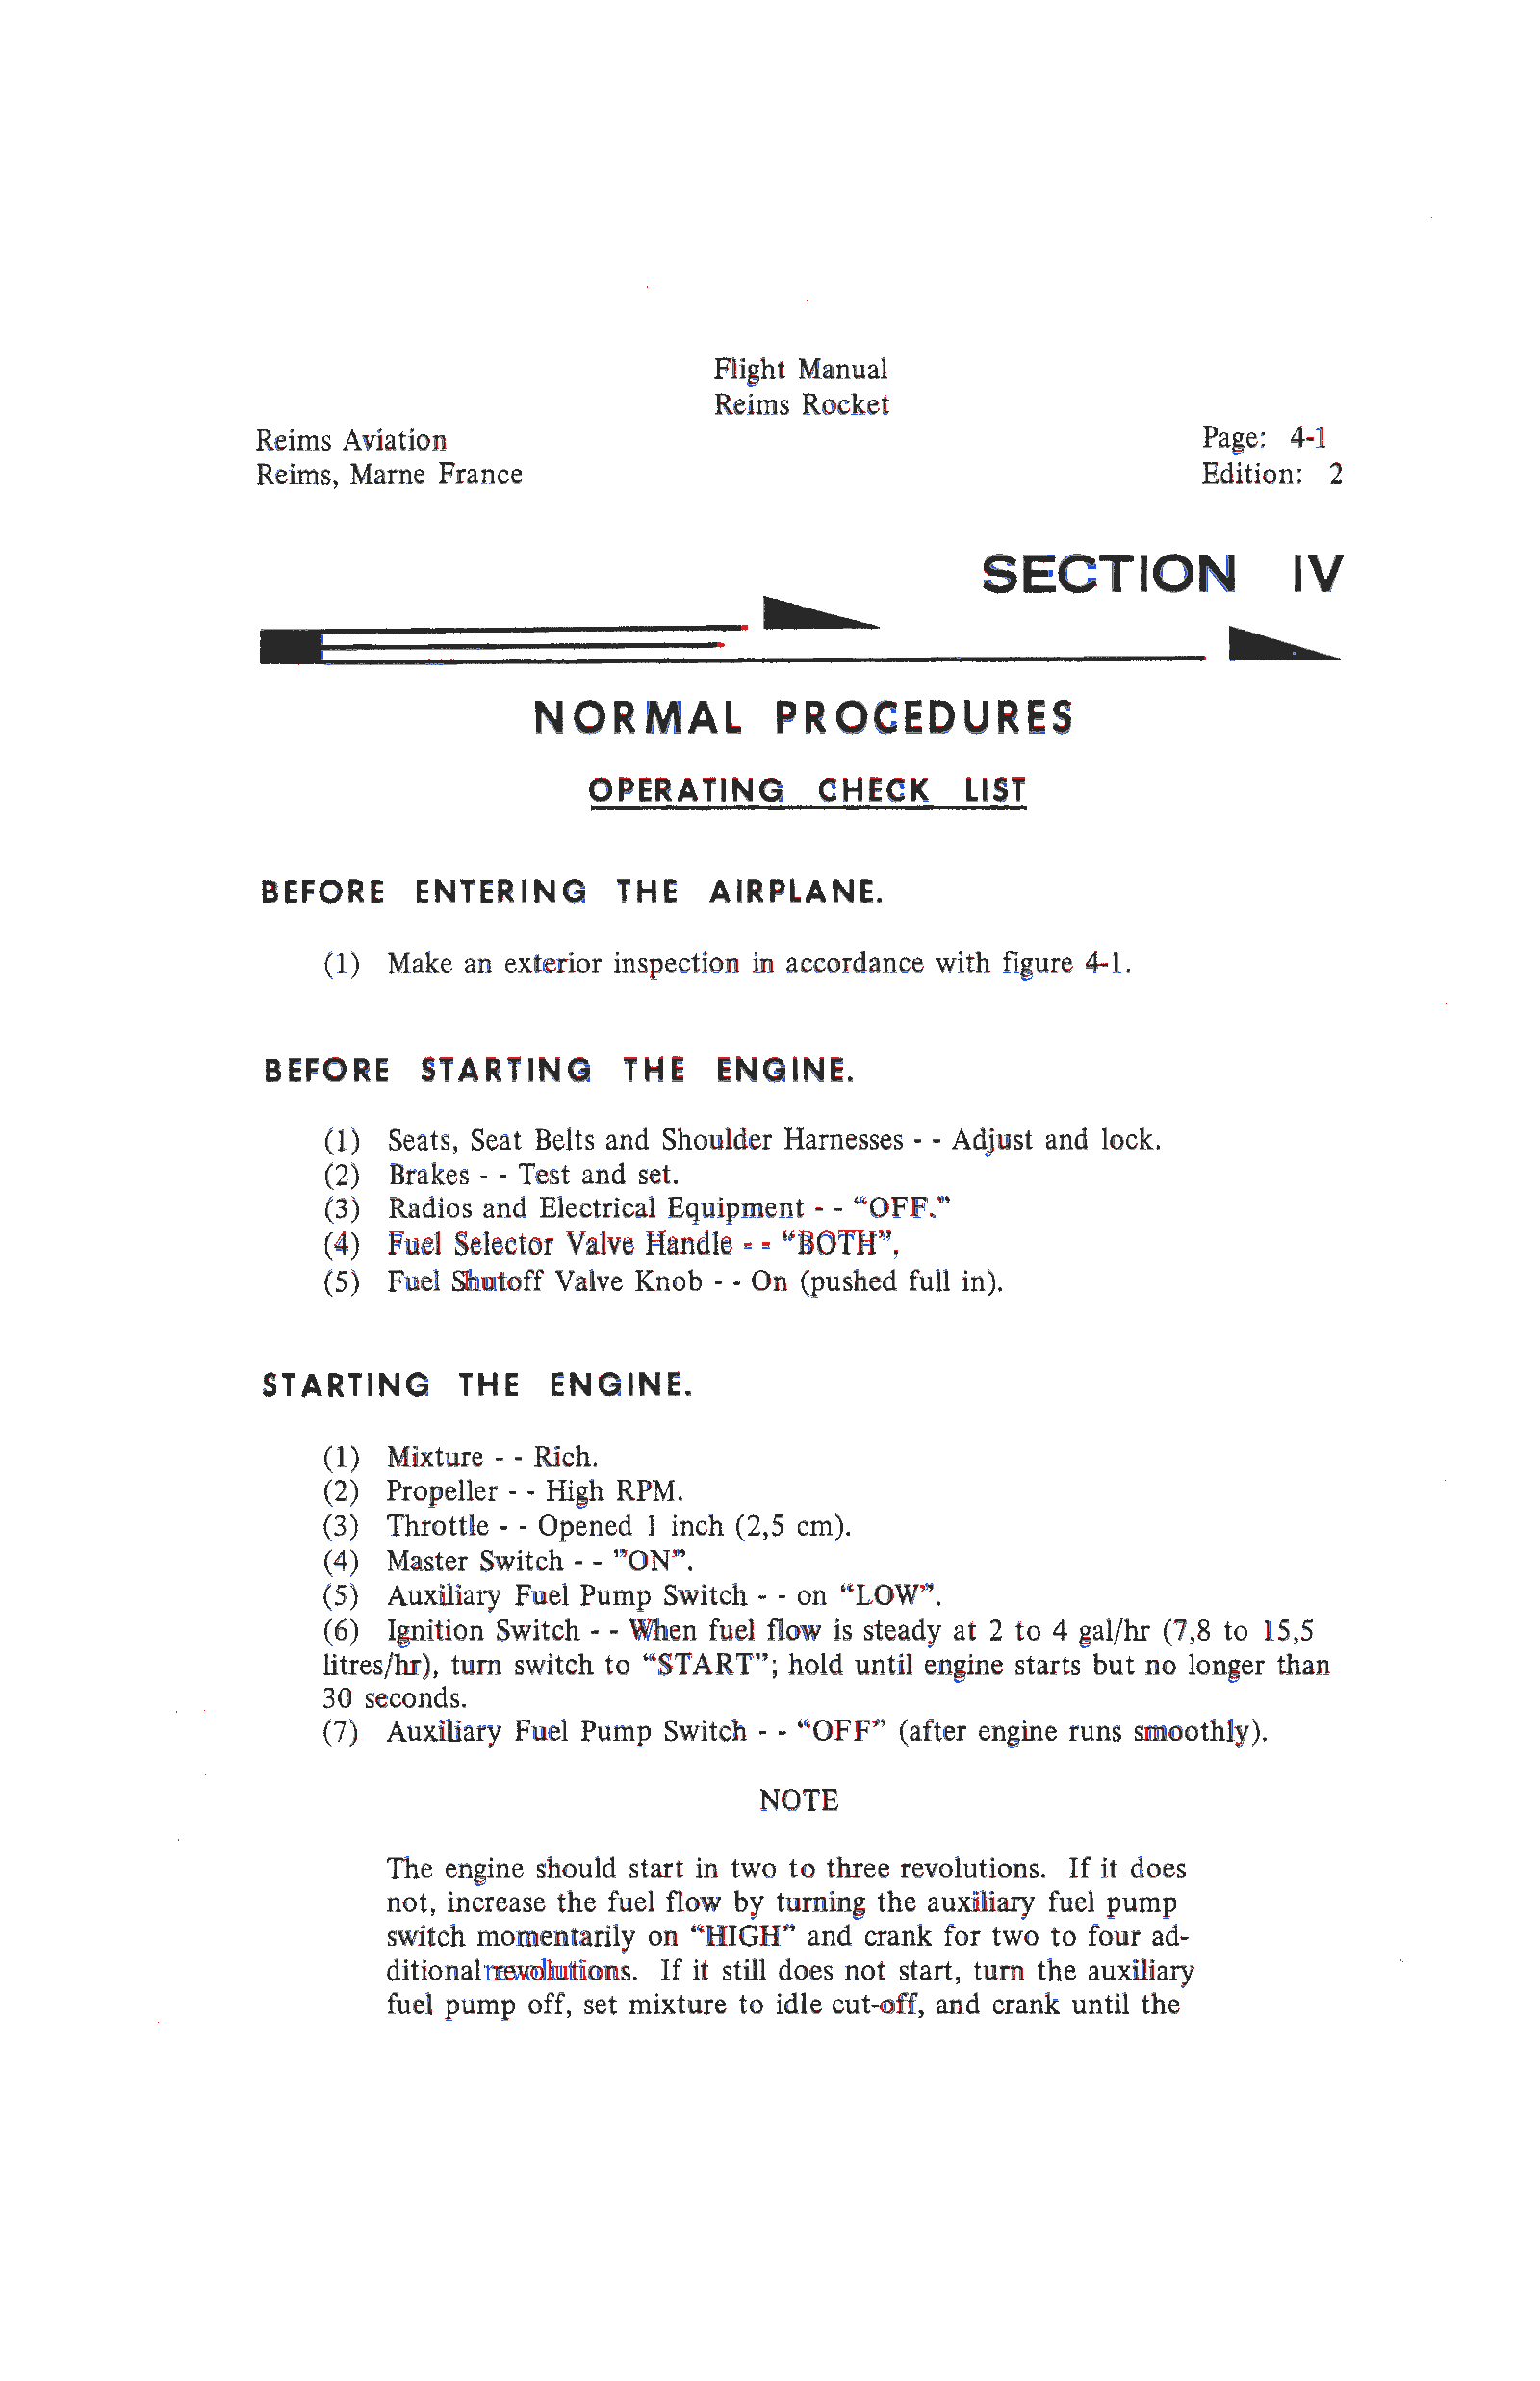 Flight Manual
Reims Rocket
Reims Aviation
Page: 4-1
Reims, Marne France
Edition: 2
SECTION IV
NORMAL PROCEDURES
OPERATING CHECK LIST
BEFORE ENTERING THE AIRPLANE.
(1) Make an exterior inspection in accordance with figure 4-1.
BEFORE STARTING THE ENGINE.
(1) Seats, Seat Belts and Shoulder Harnesses - - Adjust and lock.
(2) Brakes - - Test and set.
(3) Radios and Electrical Equipment - - “OFF.”
(4) Fuel Selector Valve Handle - - “BOTH”,
(5) Fuel Shutoff Valve Knob - - On (pushed full in).
STARTING THE ENGINE.
(1) Mixture - - Rich.
(2) Propeller - - High RPM.
(3) Throttle - - Opened 1 inch (2,5 cm).
(4) Master Switch - - ”ON”.
(5) Auxiliary Fuel Pump Switch - - on “LOW”.
(6) Ignition Switch - - When fuel flow is steady at 2 to 4 gal/hr (7,8 to 15,5
litres/hr), turn switch to “START”; hold until engine starts but no longer than
30 seconds.
(7) Auxiliary Fuel Pump Switch - - “OFF” (after engine runs smoothly).
NOTE
The engine should start in two to three revolutions. If it does
not, increase the fuel flow by turning the auxiliary fuel pump
switch momentarily on “HIGH” and crank for two to four ad-
ditional revolutions. If it still does not start, turn the auxiliary
fuel pump off, set mixture to idle cut-off, and crank until the